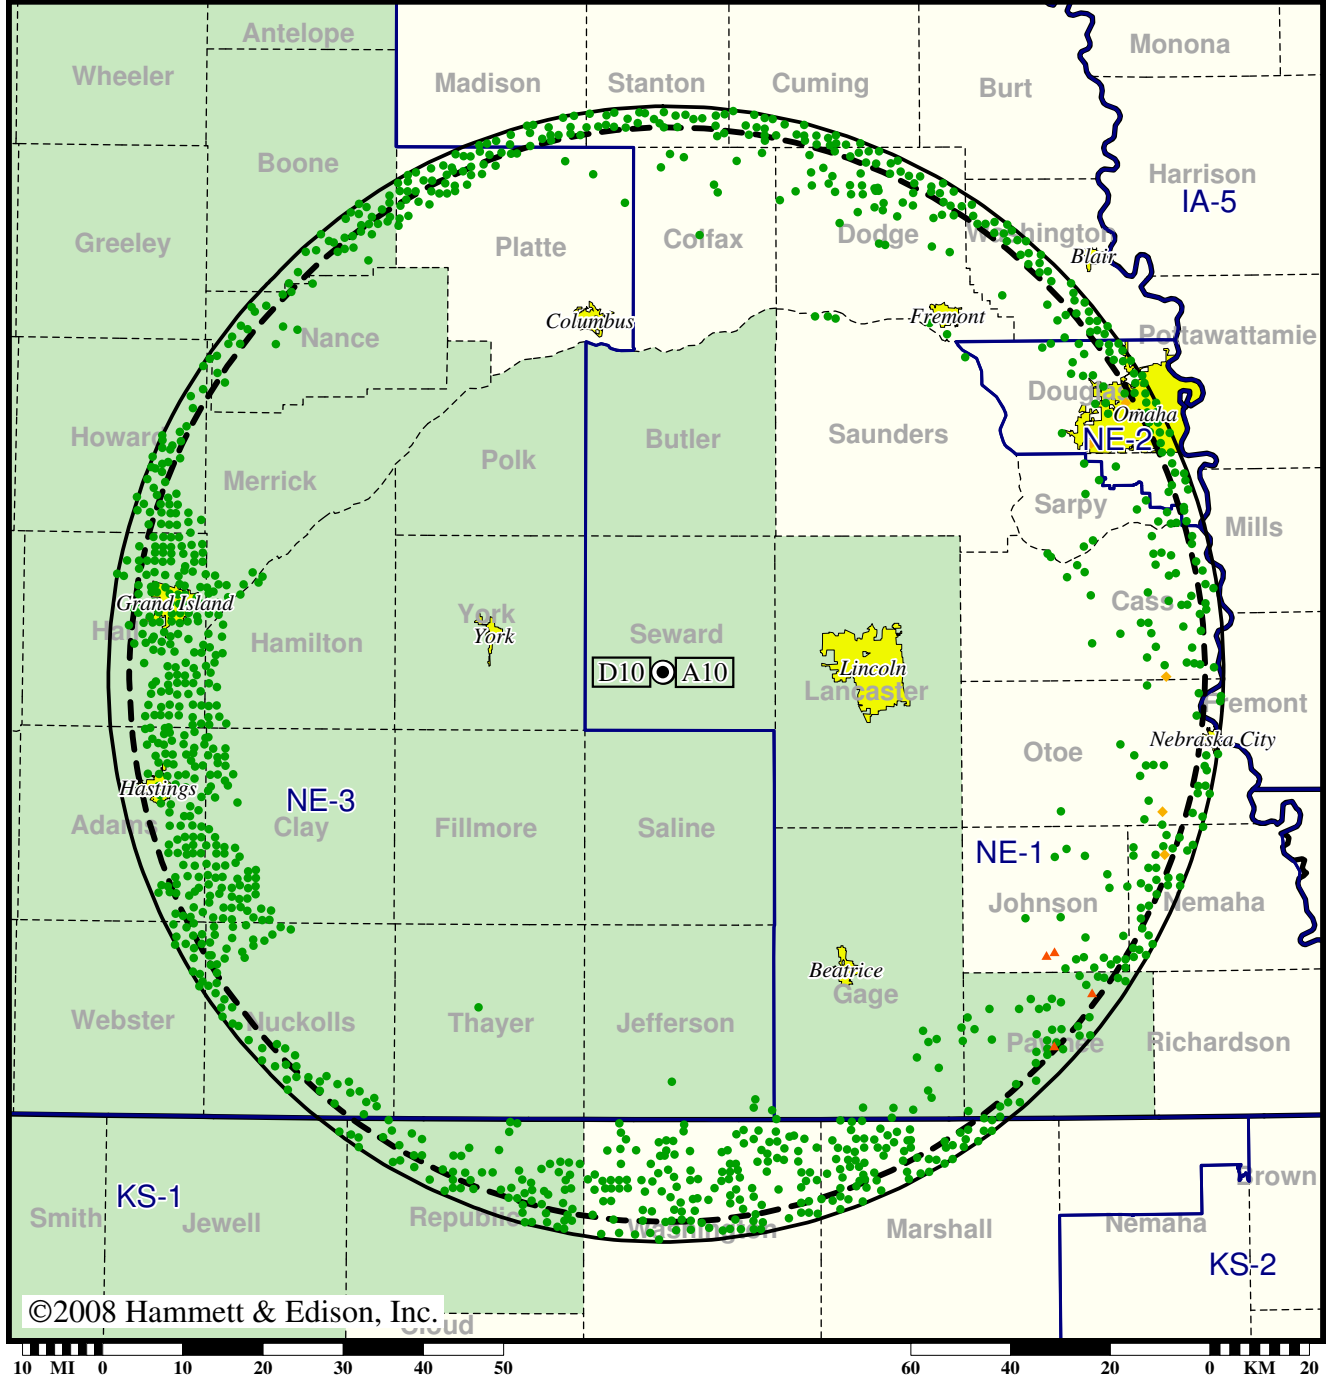 Antelope
Monona
Wheeler
Madison
Stanton
Cuming
Burt
Boone
Harrison
IA-5
Greeley
Platte
Colfax
Dodge
Washington
Blair
Columbus
Fremont
Nance
Pottawattamie
Douglas
Omaha
Howard
Butler
Saunders
NE-2
Polk
Merrick
Sarpy
Mills
Grand Island
Cass
Hall
Hamilton
York
York
Seward
D10
A10
Lincoln
Lancaster
Fremont
Nebraska City
Otoe
Hastings
NE-3
Adams
Clay
Fillmore
Saline
NE-1
Johnson
Nemaha
Beatrice
Gage
Webster
Nuckolls
Thayer
Jefferson
Pawnee
Richardson
KS-1
Brown
Smith
Jewell
Republic
Washington
Marshall
Nemaha
KS-2
©2008 Hammett & Edison, Inc.
Cloud
10 MI 0 10 20 30 40 50
60 40 20 0 KM 20